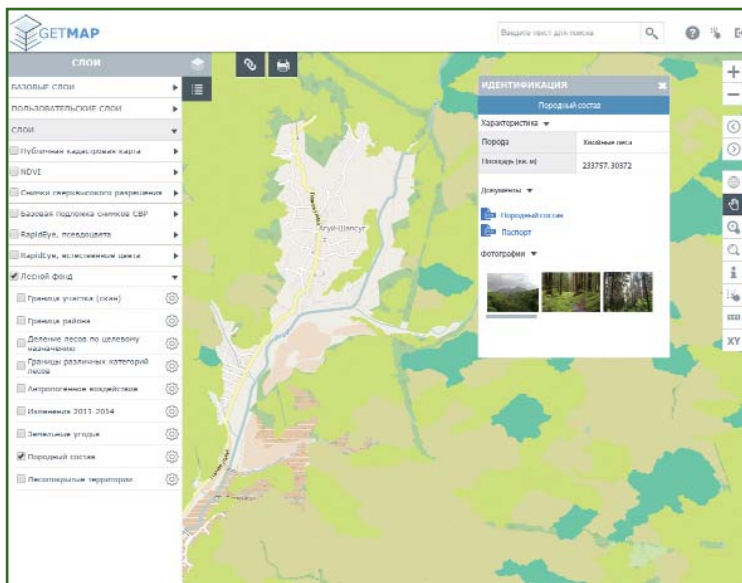 GETMAP
Введите текст для поиска
СЛОИ
БАЗОВЫЕ СЛОИ
ПОЛЬЗОВАТЕЛЬСКИЕ СЛОИ
СЛОИ
Публичная кадастровая карта
NDVI
Снимки сверхвысокого разрешения
Базовая подложка снимков СВР
RapidEye, псевдоцвета
RapidEye, естественные цвета
Лесной фонд
Граница участка (скан)
Граница района
Деление лесов по целевому
назначению
Границы различных категорий
лесов
Антропогенное воздействие
Изменения 2011-2014
Земельные угодья
Породный состав
Лесопокрытые территории
Агуй-Шапсуг
ИДЕНТИФИКАЦИЯ
Породный состав
Характеристика
Порода
Хвойные леса
Площадь (кв. м)
233757,30372
Документы
Породный состав
Паспорт
Фотографии
XY